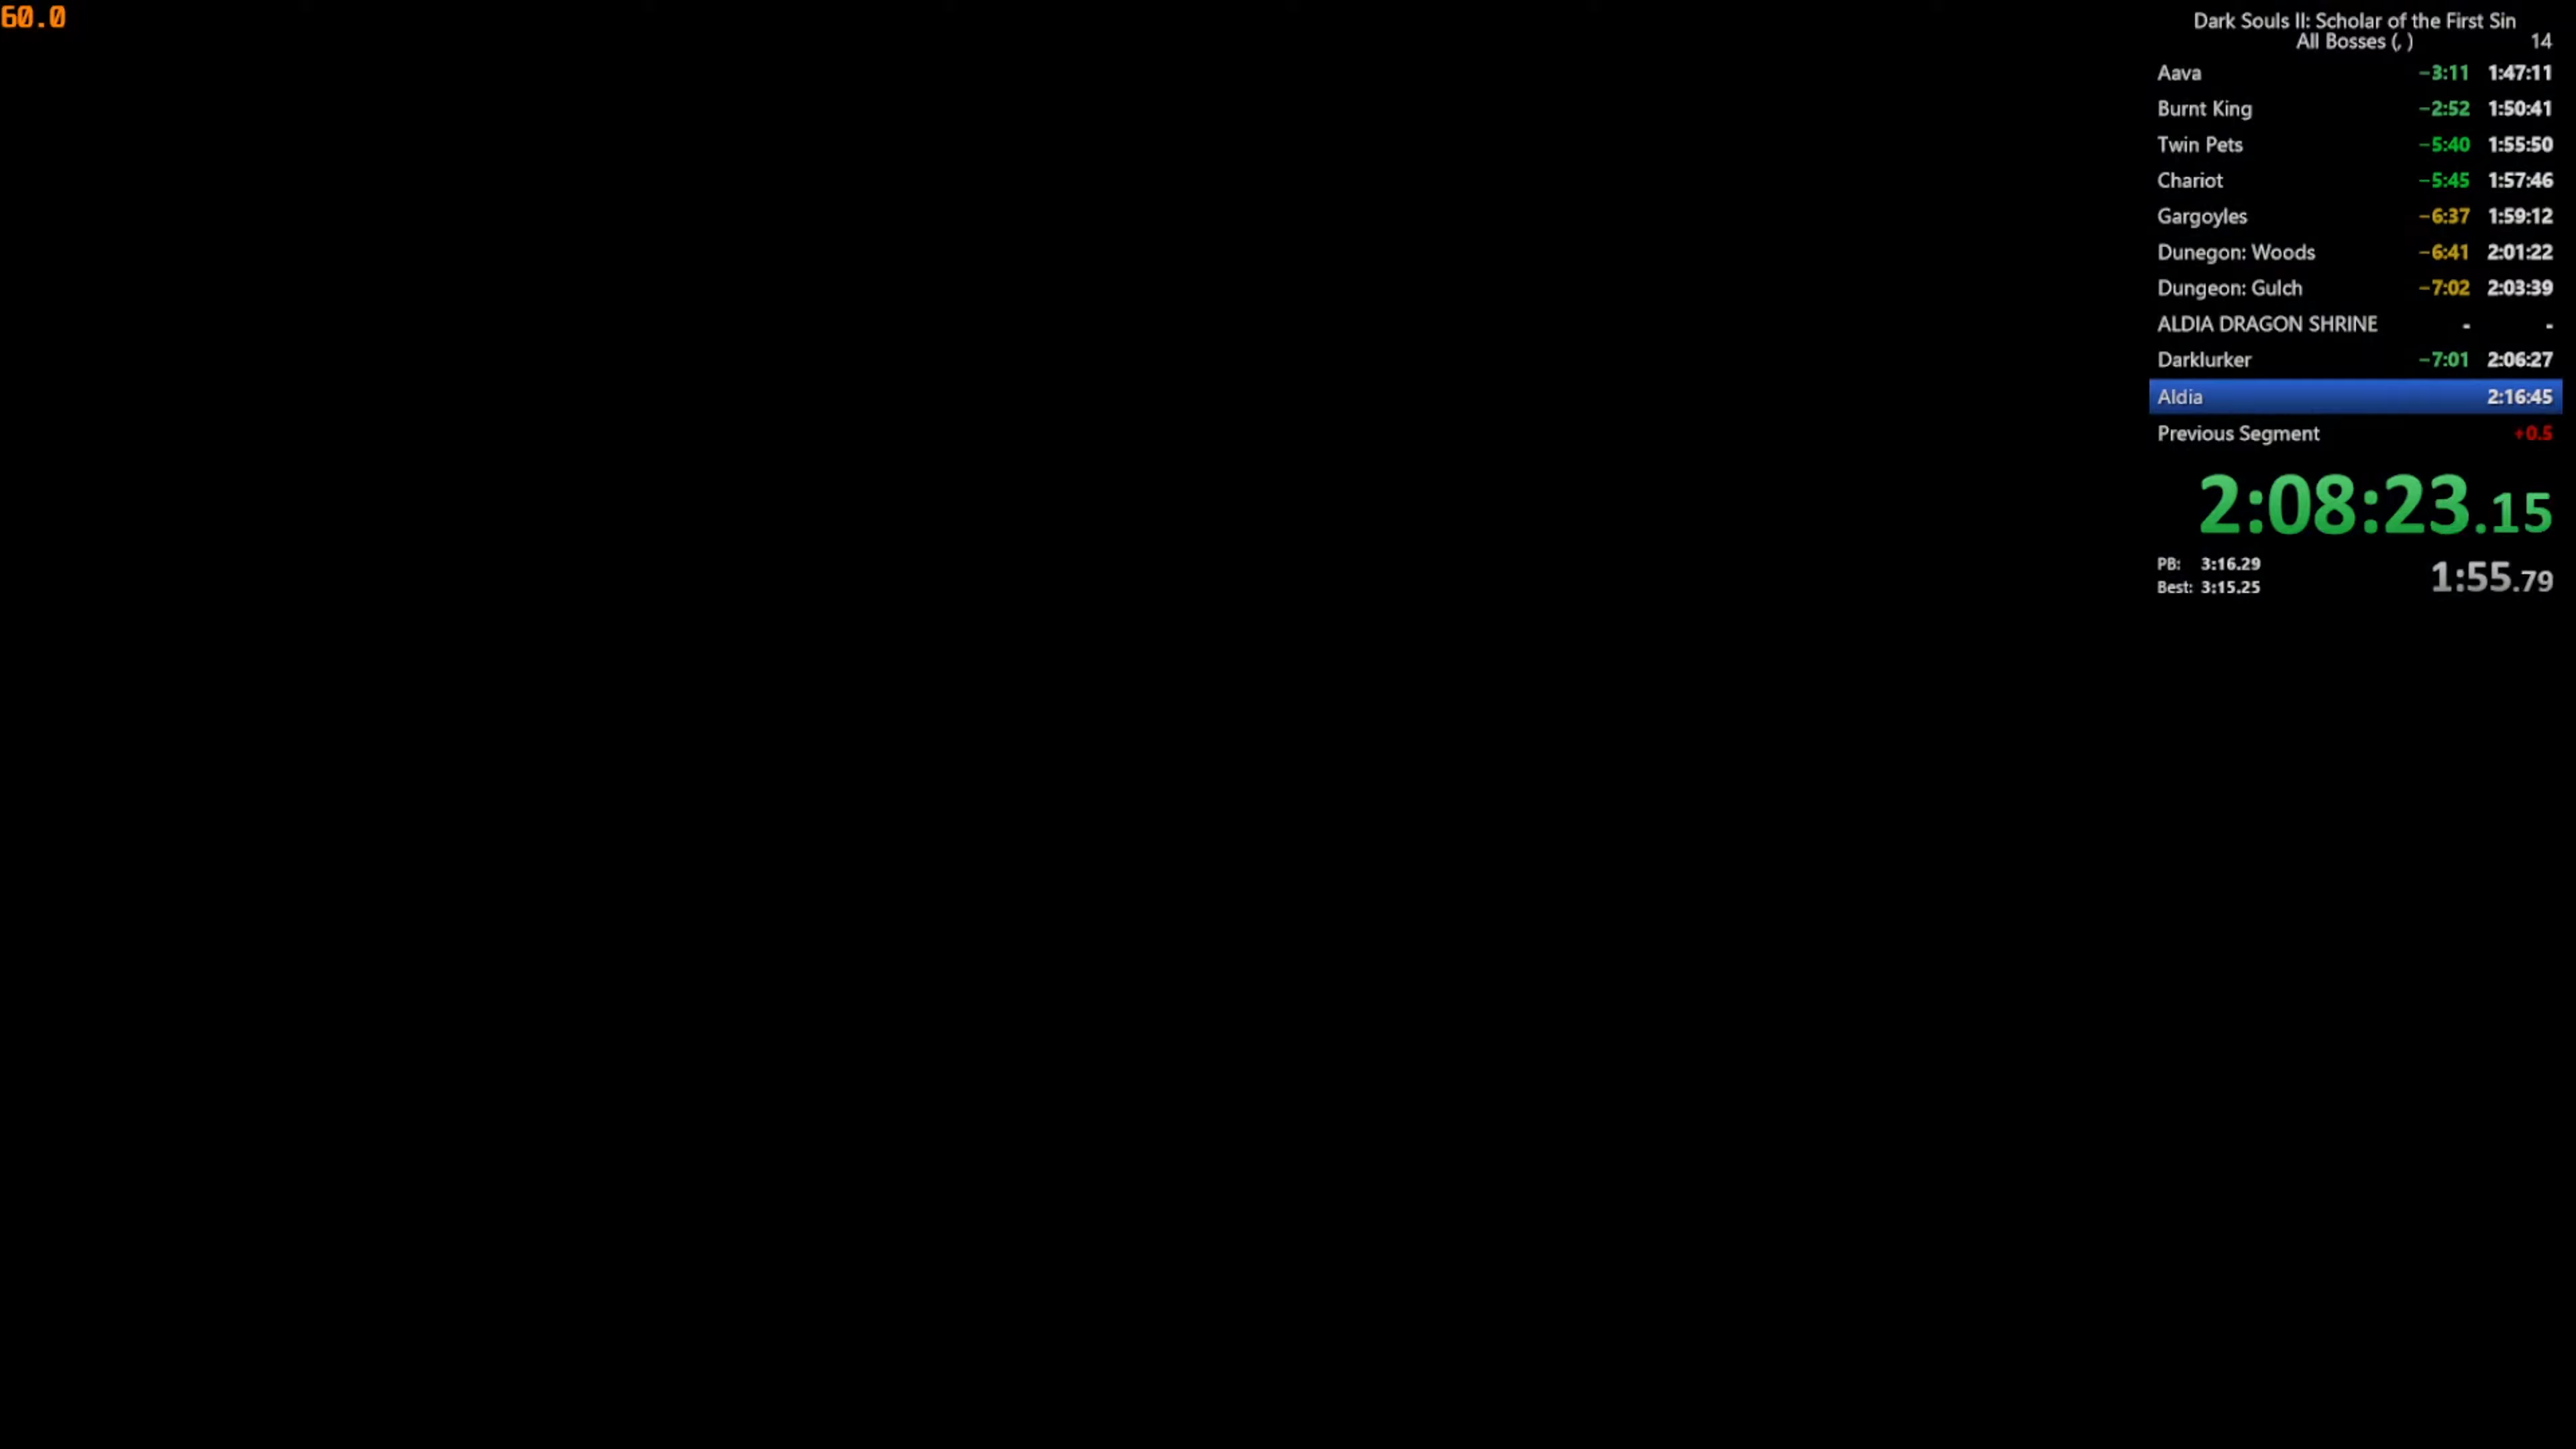 60.0
Dark Souls II: Scholar of the First Sin
All Bosses (, ) 14
Aava −3:11 1:47:11
Burnt King −2:52 1:50:41
Twin Pets −5:40 1:55:50
Chariot −5:45 1:57:46
Gargoyles −6:37 1:59:12
Dunegon: Woods −6:41 2:01:22
Dungeon: Gulch −7:02 2:03:39
ALDIA DRAGON SHRINE - -
Darklurker −7:01 2:06:27
Aldia 2:16:45
Previous Segment +0.5
2:08:23.15
PB: 3:16.29
Best: 3:15.25
1:55.79